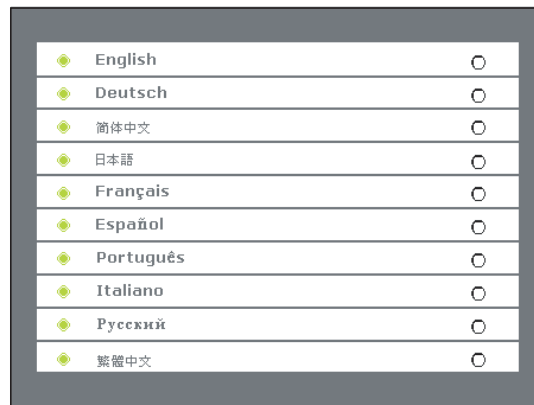 English
Deutsch
简体中文
日本語
Français
Español
Português
Italiano
Русский
繁體中文